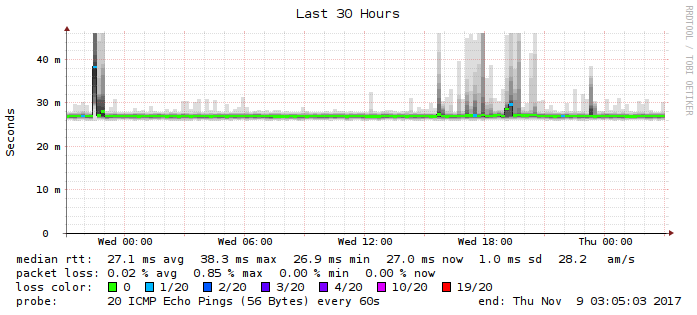 Last 30 Hours
RRDTOOL / TOBI OETIKER
Seconds
40 m
30 m
20 m
10 m
0
Wed 00:00 Wed 06:00 Wed 12:00 Wed 18:00 Thu 00:00
median rtt: 27.1 ms avg 38.3 ms max 26.9 ms min 27.0 ms now 1.0 ms sd 28.2 am/s
packet loss: 0.02 % avg 0.85 % max 0.00 % min 0.00 % now
loss color: 0 1/20 2/20 3/20 4/20 10/20 19/20
probe: 20 ICMP Echo Pings (56 Bytes) every 60s end: Thu Nov 9 03:05:03 2017